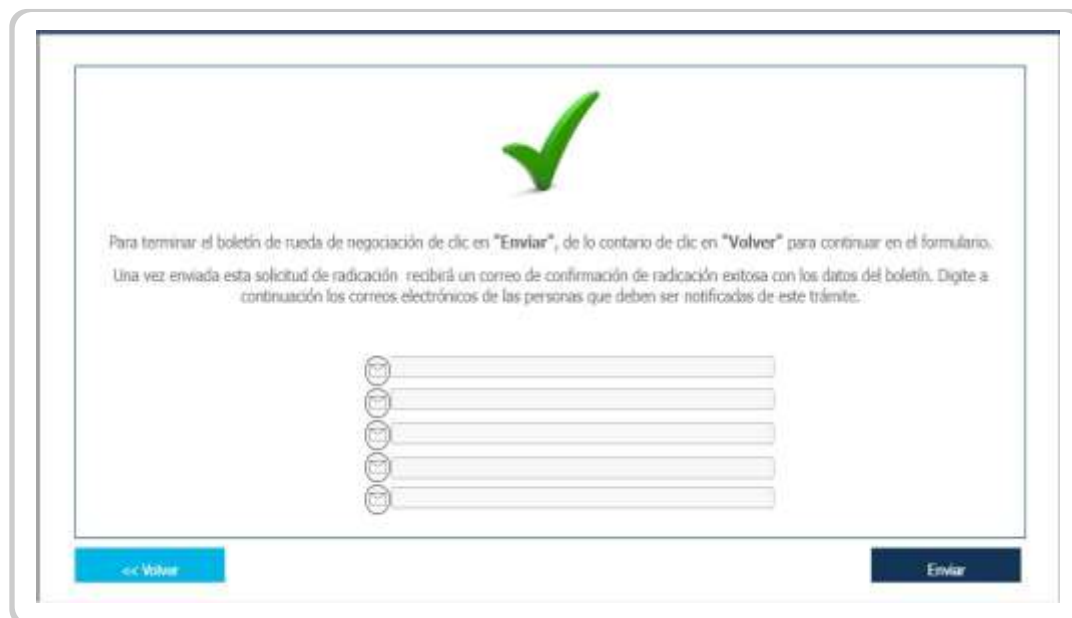 Para terminar el boletín de rueda de negociación de clic en "Enviar", de lo contario de clic en "Volver" para continuar en el formulario.
Una vez enviada esta solicitud de radicación recibirá un correo de confirmación de radicación exitosa con los datos del boletín. Digite a
continuación los correos electrónicos de las personas que deben ser notificadas de este trámite.
<< Volver
Enviar